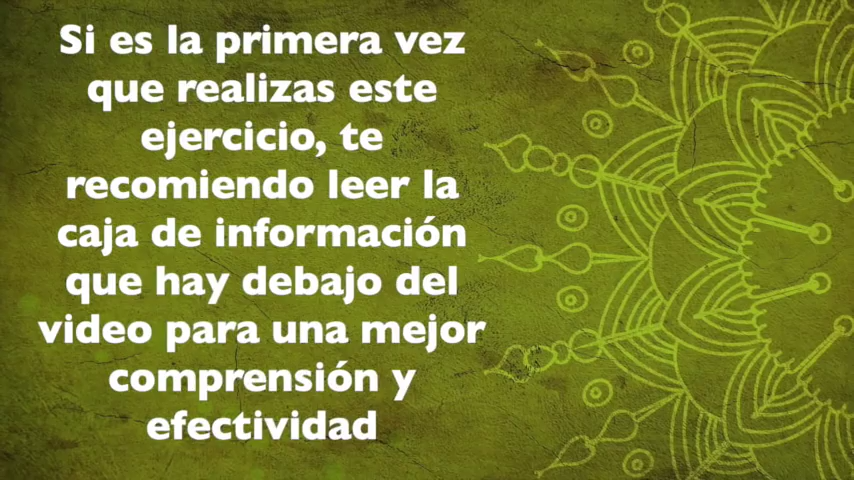 Si es la primera vez
que realizas este
ejercicio, te
recomiendo leer la
caja de información
que hay debajo del
video para una mejor
comprensión y
efectividad